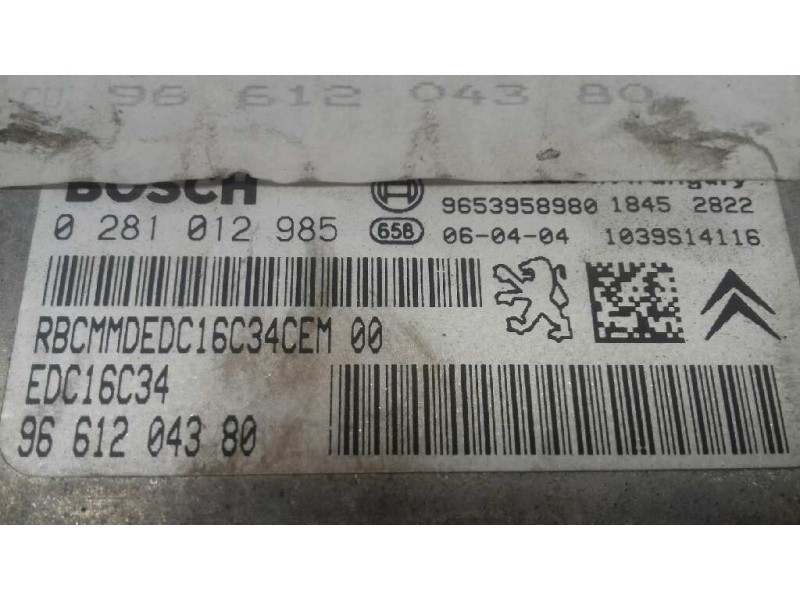 96 612 043 80
BOSCH
0 281 012 985
65B
9653958980 1845 2822
06-04-04 1039S14116
RBCMMDEDC16C34CEM 00
EDC16C34
96 612 043 80